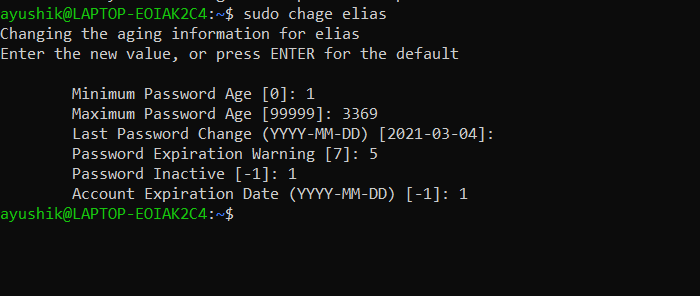 ayushik@LAPTOP-EOIAK2C4:~$ sudo chage elias
Changing the aging information for elias
Enter the new value, or press ENTER for the default
Minimum Password Age [0]: 1
Maximum Password Age [99999]: 3369
Last Password Change (YYYY-MM-DD) [2021-03-04]:
Password Expiration Warning [7]: 5
Password Inactive [-1]: 1
Account Expiration Date (YYYY-MM-DD) [-1]: 1
ayushik@LAPTOP-EOIAK2C4:~$